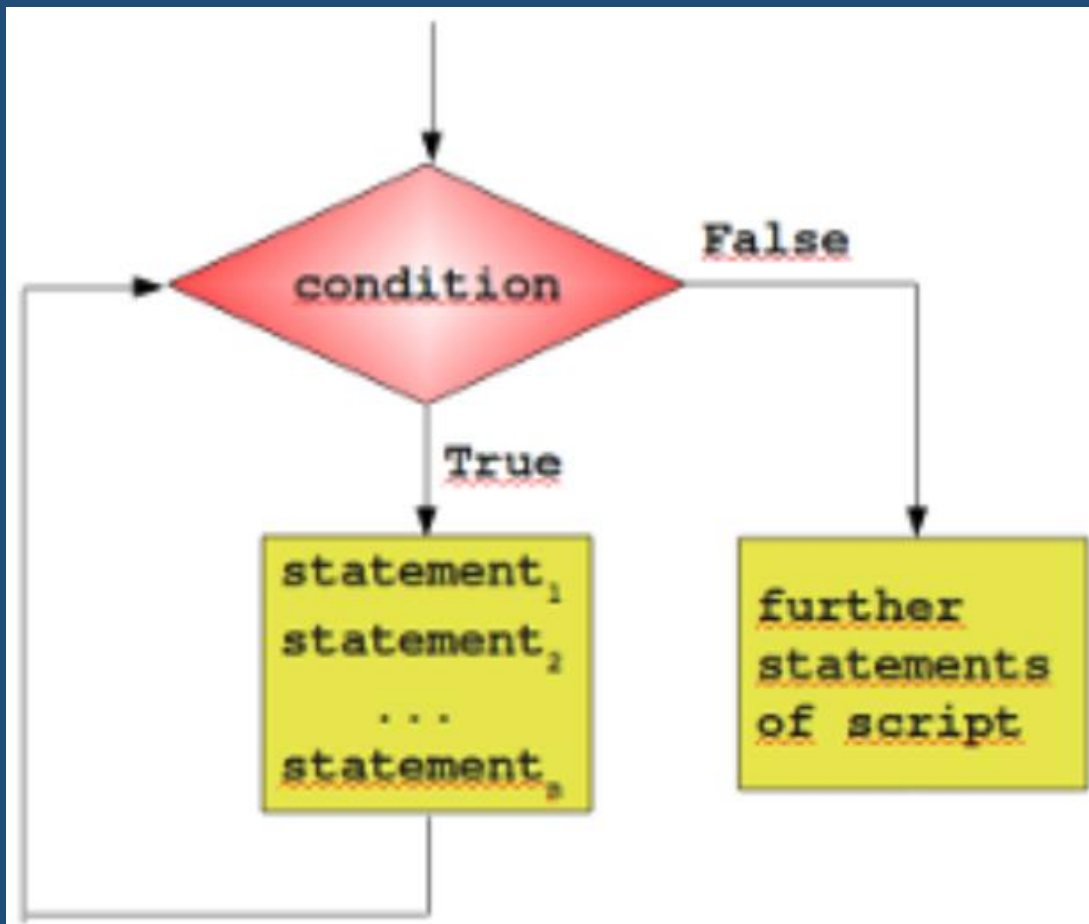 False
condition
True
statement₁
statement₂
...
statementₙ
further
statements
of script